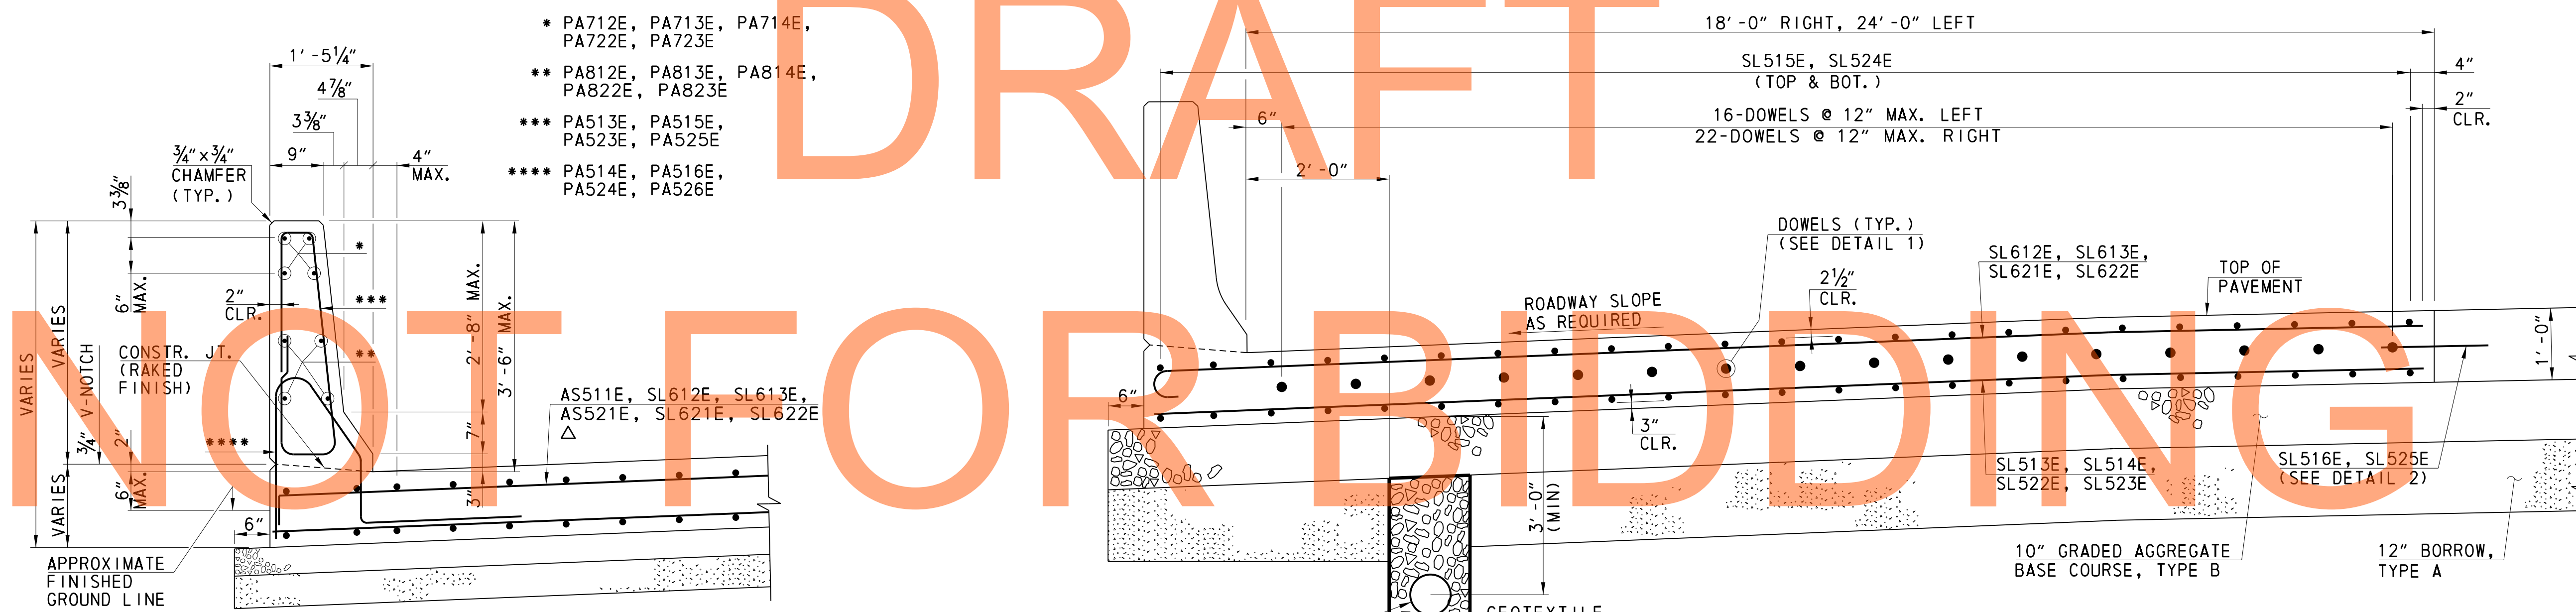 * PA712E, PA713E, PA714E,
PA722E, PA723E
** PA812E, PA813E, PA814E,
PA822E, PA823E
*** PA513E, PA515E,
PA523E, PA525E
**** PA514E, PA516E,
PA524E, PA526E
1'-5¼"
4⅞"
3⅜"
9"
4"
MAX.
¾"×¾"
CHAMFER
(TYP.)
3⅜"
6"
MAX.
2"
CLR.
*
***
**
****
VARIES
VARIES
¾" V-NOTCH
VARIES
CONSTR. JT.
(RAKED
FINISH)
2"
6"
MAX.
6"
2'-8" MAX.
3'-6" MAX.
7"
3"
AS511E, SL612E, SL613E,
AS521E, SL621E, SL622E
△
APPROXIMATE
FINISHED
GROUND LINE
18'-0" RIGHT, 24'-0" LEFT
SL515E, SL524E
(TOP & BOT.)
4"
2"
CLR.
16-DOWELS @ 12" MAX. LEFT
22-DOWELS @ 12" MAX. RIGHT
6"
2'-0"
DOWELS (TYP.)
(SEE DETAIL 1)
SL612E, SL613E,
SL621E, SL622E
TOP OF
PAVEMENT
2½"
CLR.
ROADWAY SLOPE
AS REQUIRED
1'-0"
6"
3"
CLR.
3'-0"
(MIN)
SL513E, SL514E,
SL522E, SL523E
SL516E, SL525E
(SEE DETAIL 2)
10" GRADED AGGREGATE
BASE COURSE, TYPE B
12" BORROW,
TYPE A
GEOTEXTILE
DRAFT
NOT FOR BIDDING